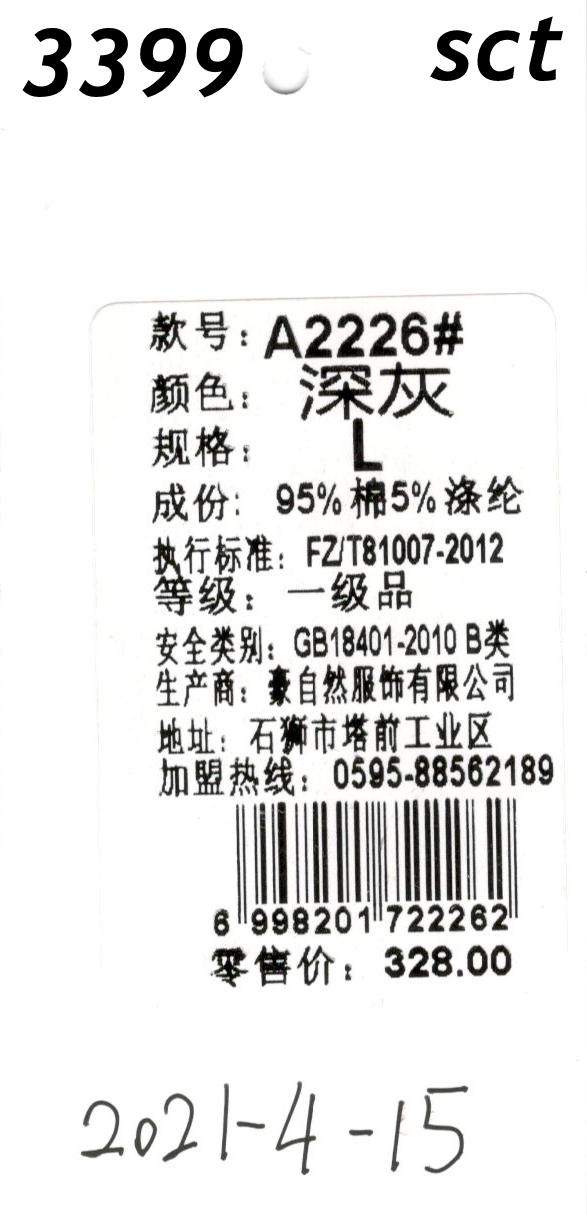 3399 sct
款号：A2226#
颜色：深灰
规格：L
成份：95%棉5%涤纶
执行标准：FZ/T81007-2012
等级：一级品
安全类别：GB18401-2010 B类
生产商：豪自然服饰有限公司
地址：石狮市塔前工业区
加盟热线：0595-88562189
6 998201 722262
零售价：328.00
2021-4-15